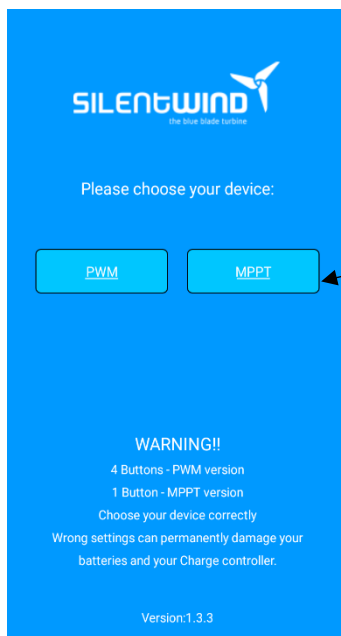 SILENtWIND
the blue blade turbine
Please choose your device:
PWM
MPPT
WARNING!!
4 Buttons - PWM version
1 Button - MPPT version
Choose your device correctly
Wrong settings can permanently damage your
batteries and your Charge controller.
Version:1.3.3